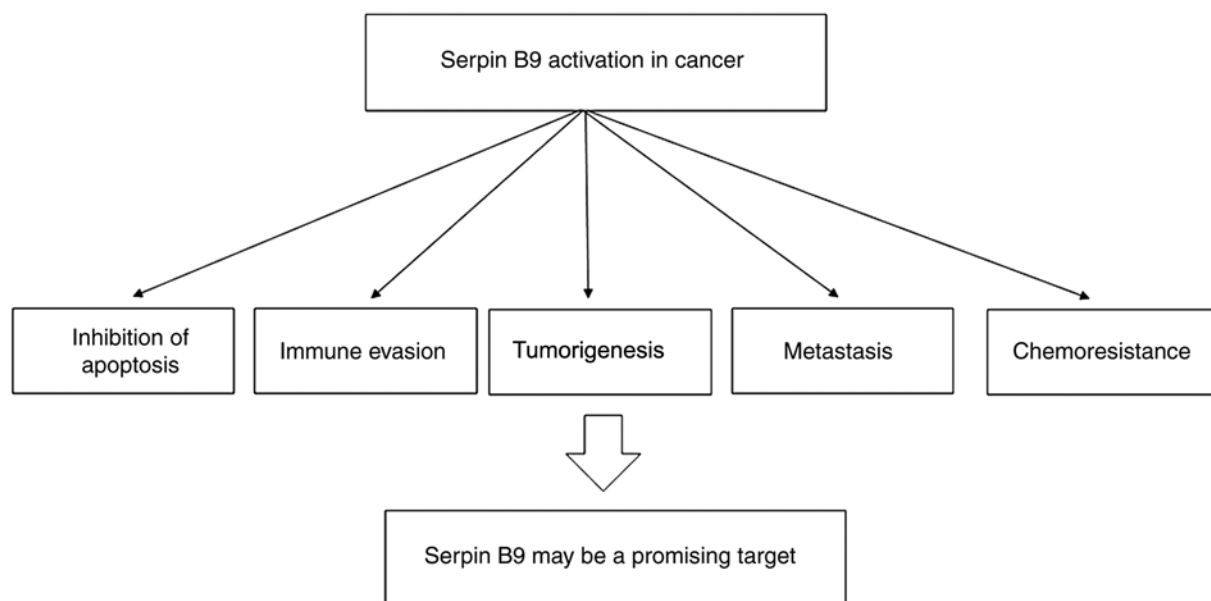 Serpin B9 activation in cancer
Inhibition of
apoptosis
Immune evasion
Tumorigenesis
Metastasis
Chemoresistance
Serpin B9 may be a promising target